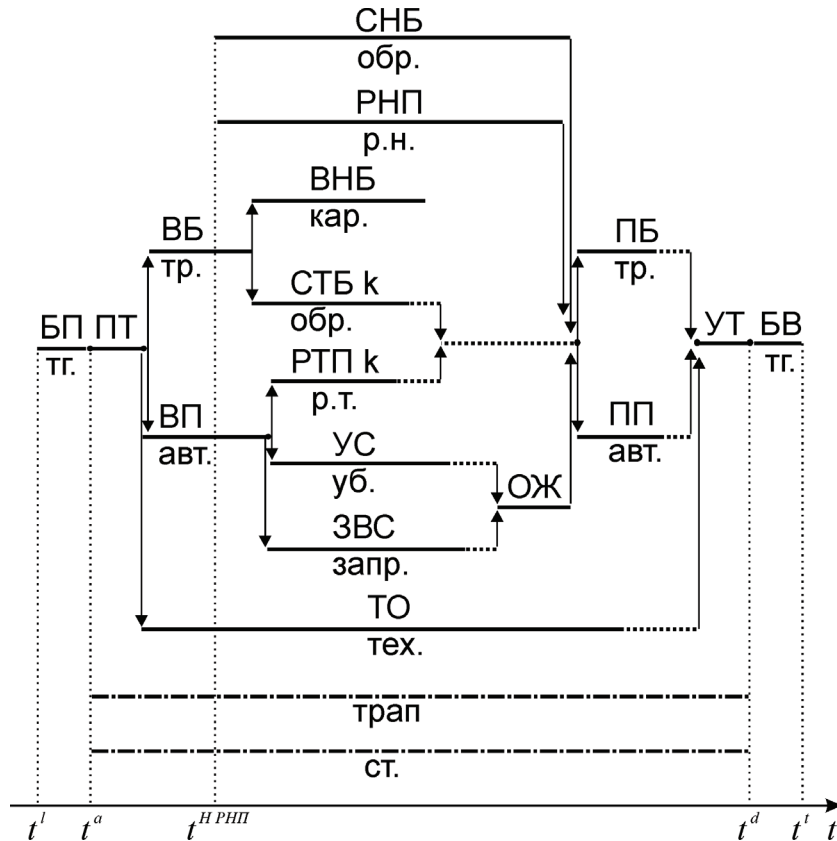 СНБ
обр.
РНП
р.н.
ВНБ
кар.
ВБ
тр.
ПБ
тр.
СТБ k
обр.
БП ПТ
тг.
УТ БВ
тг.
РТП k
р.т.
ВП
авт.
ПП
авт.
УС
уб.
ОЖ
ЗВС
запр.
ТО
тех.
трап
ст.
t^l t^a t^Н РНП t^d t^t t